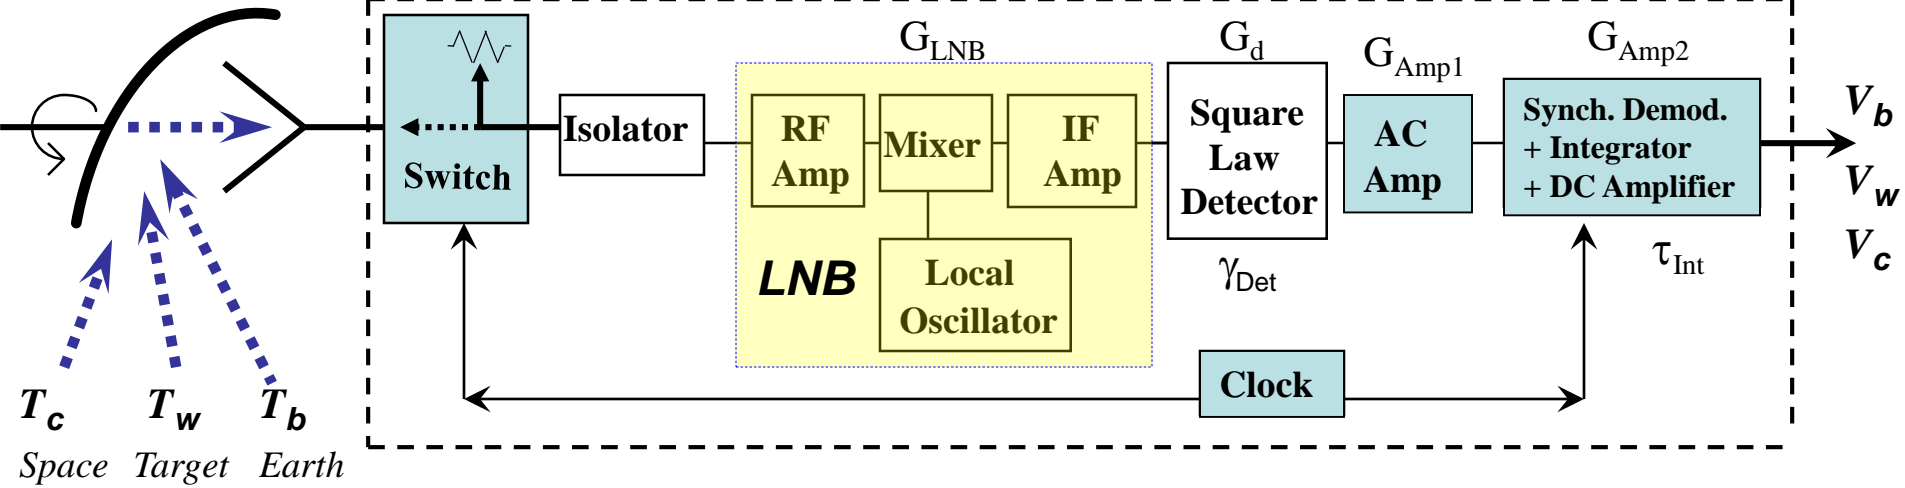 G_LNB
G_d
G_Amp1
G_Amp2
Switch
Isolator
RF
Amp
Mixer
IF
Amp
Square
Law
Detector
AC
Amp
Synch. Demod.
+ Integrator
+ DC Amplifier
V_b
V_w
V_c
LNB
Local
Oscillator
γ_Det
τ_Int
Clock
T_c
T_w
T_b
Space
Target
Earth